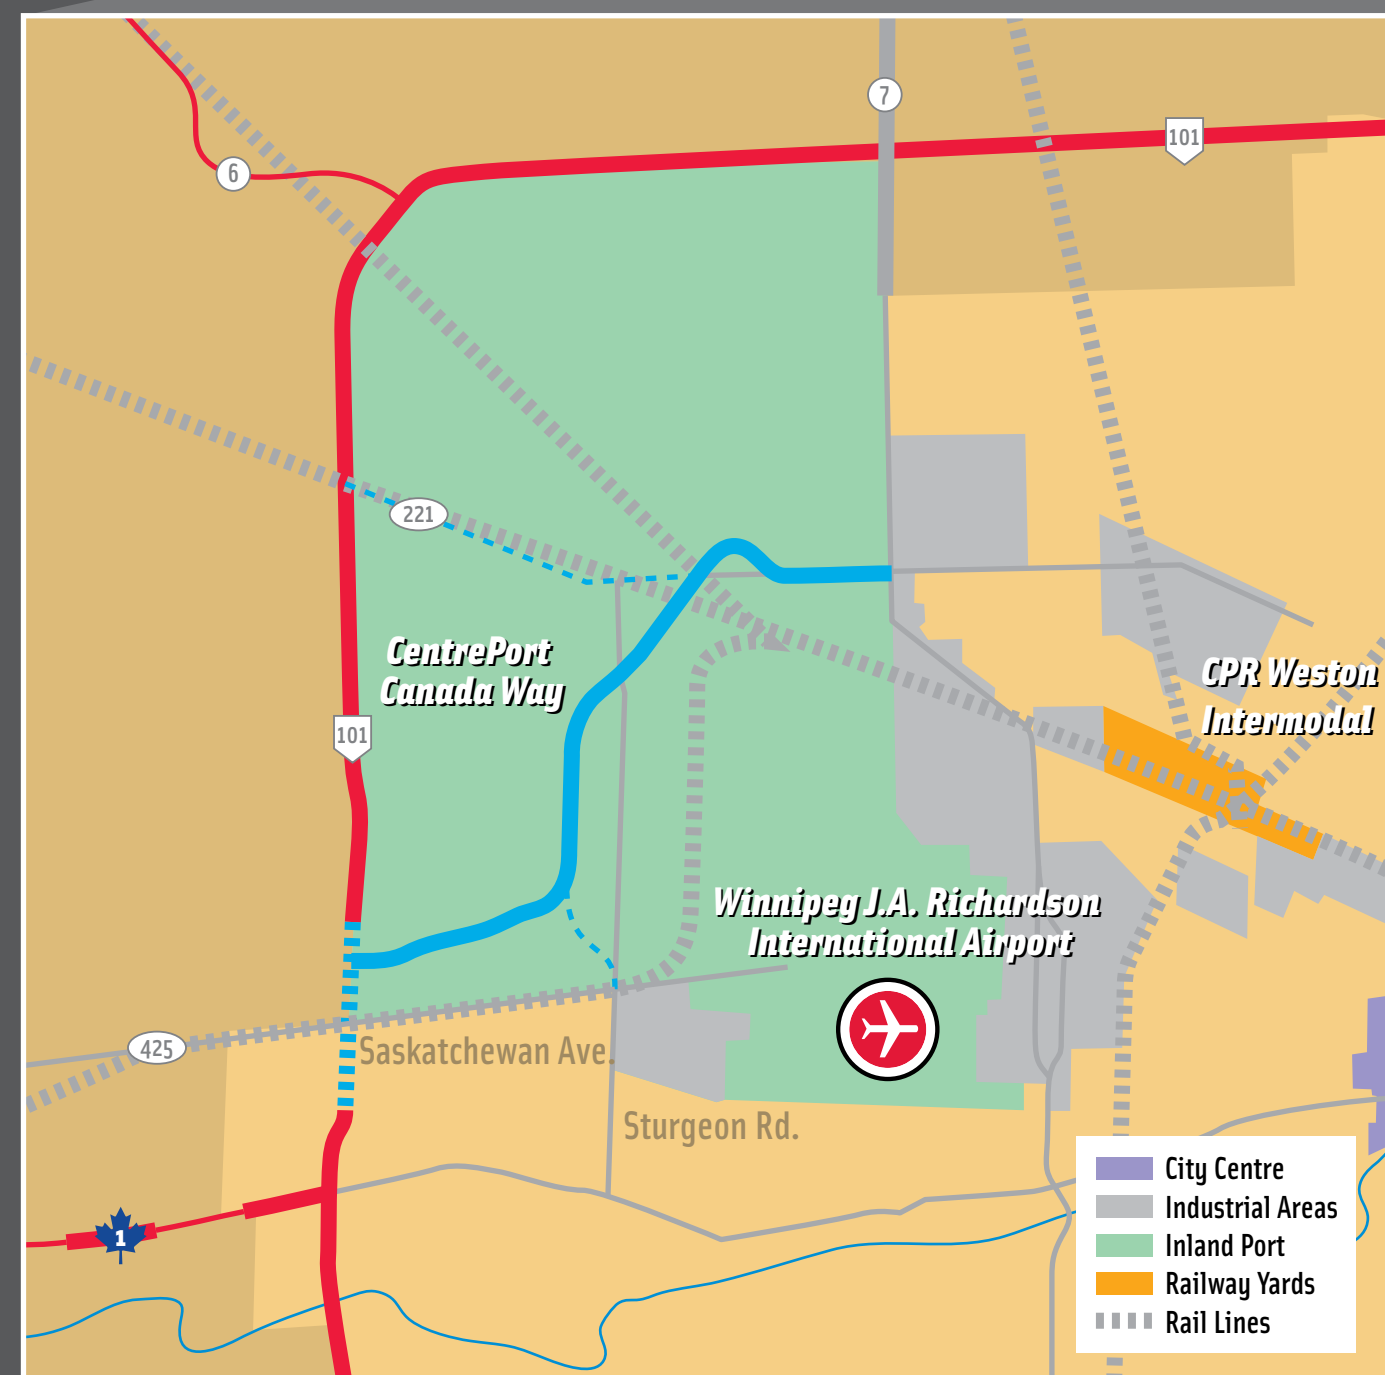 7
101
6
221
CentrePort
Canada Way
CPR Weston
Intermodal
101
Winnipeg J.A. Richardson
International Airport
425
Saskatchewan Ave.
Sturgeon Rd.
1
City Centre
Industrial Areas
Inland Port
Railway Yards
Rail Lines